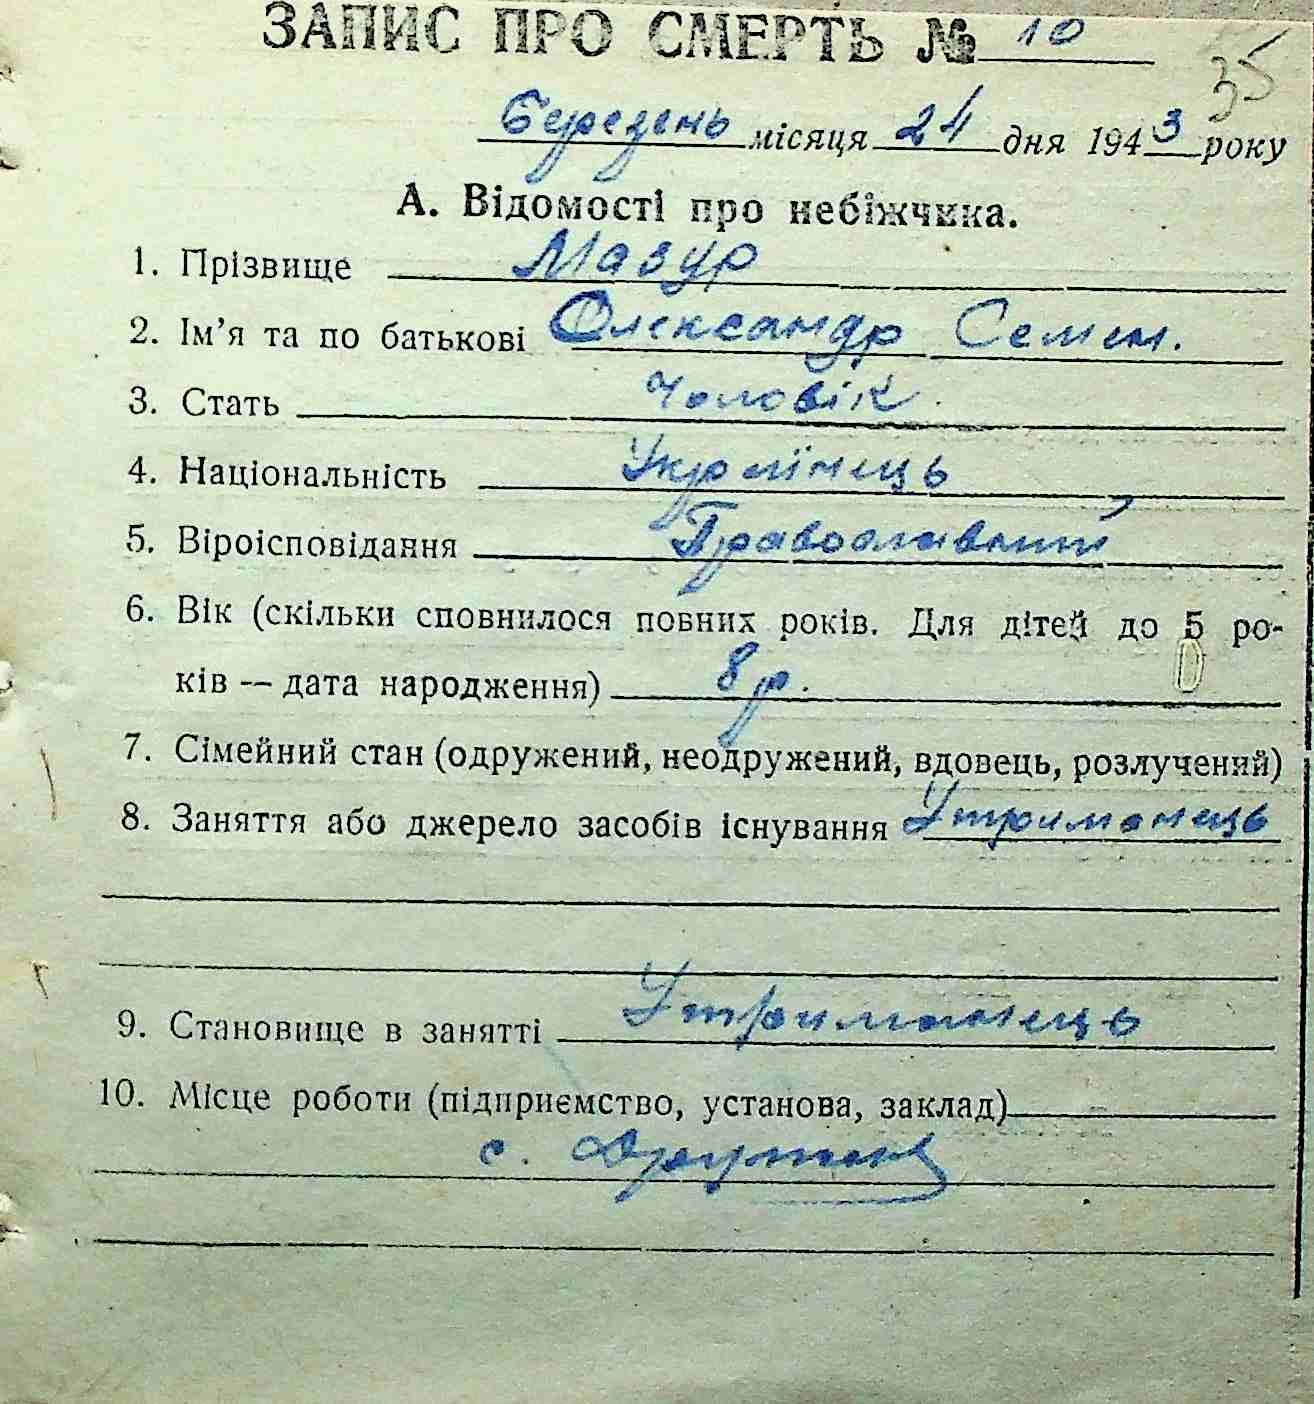 ЗАПИС ПРО СМЕРТЬ № 10
35
Березень місяця 24 дня 1943 року
А. Відомості про небіжчика.
1. Прізвище Мазур
2. Ім'я та по батькові Олександр Семен.
3. Стать Чоловік.
4. Національність Українець
5. Віроісповідання Православний
6. Вік (скільки сповнилося повних років. Для дітей до 5 ро-
ків — дата народження) 8 р.
7. Сімейний стан (одружений, неодружений, вдовець, розлучений)
8. Заняття або джерело засобів існування Утриманець
9. Становище в занятті Утриманець
10. Місце роботи (підприємство, установа, заклад)
с.